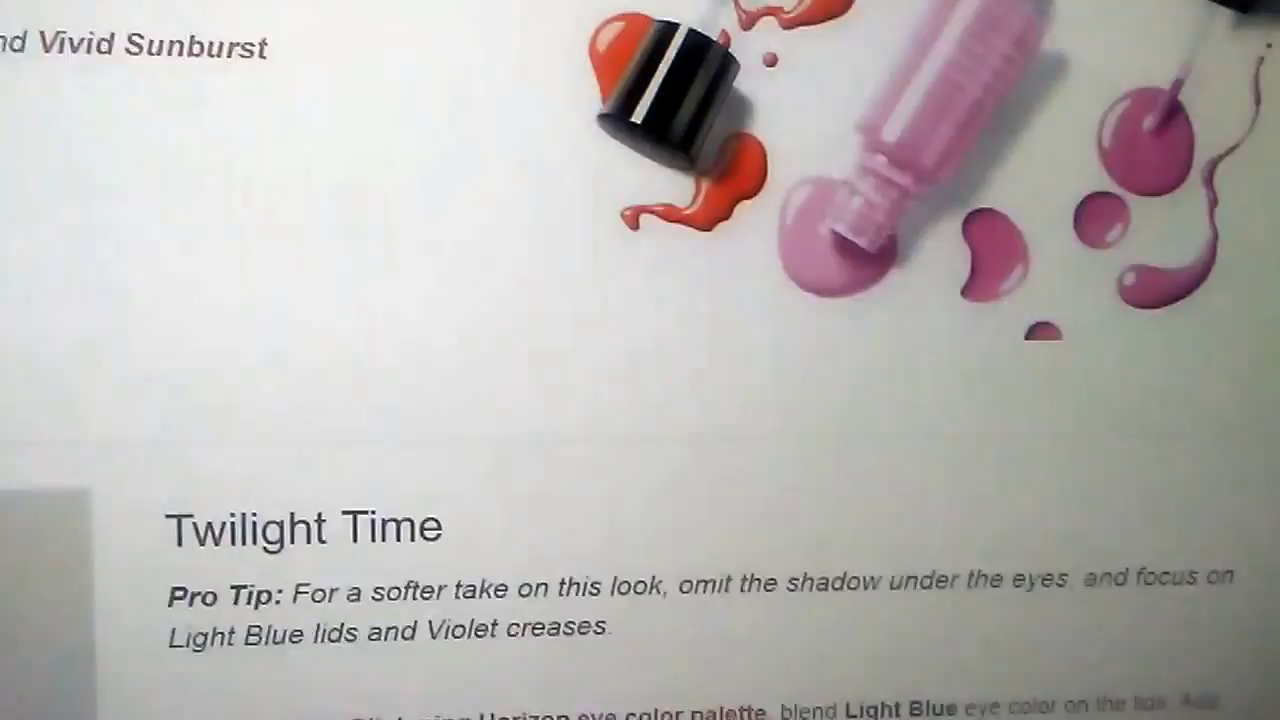 nd Vivid Sunburst
Twilight Time
Pro Tip: For a softer take on this look, omit the shadow under the eyes, and focus on
Light Blue lids and Violet creases.
Horizon eye color palette, blend Light Blue eye color on the lids. Add